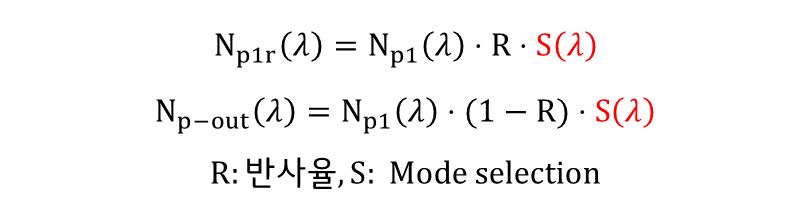 N_p1r(λ) = N_p1(λ) · R · S(λ)
N_p−out(λ) = N_p1(λ) · (1 − R) · S(λ)
R: 반사율, S: Mode selection